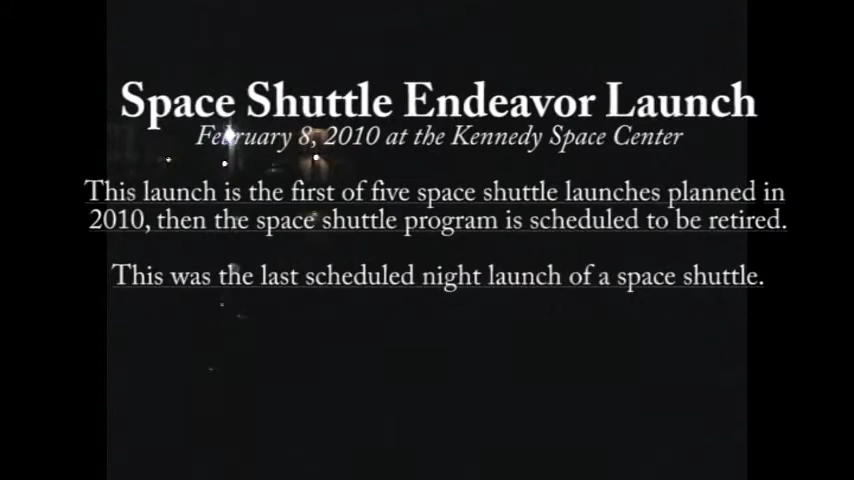 Space Shuttle Endeavor Launch
February 8, 2010 at the Kennedy Space Center
This launch is the first of five space shuttle launches planned in
2010, then the space shuttle program is scheduled to be retired.
This was the last scheduled night launch of a space shuttle.